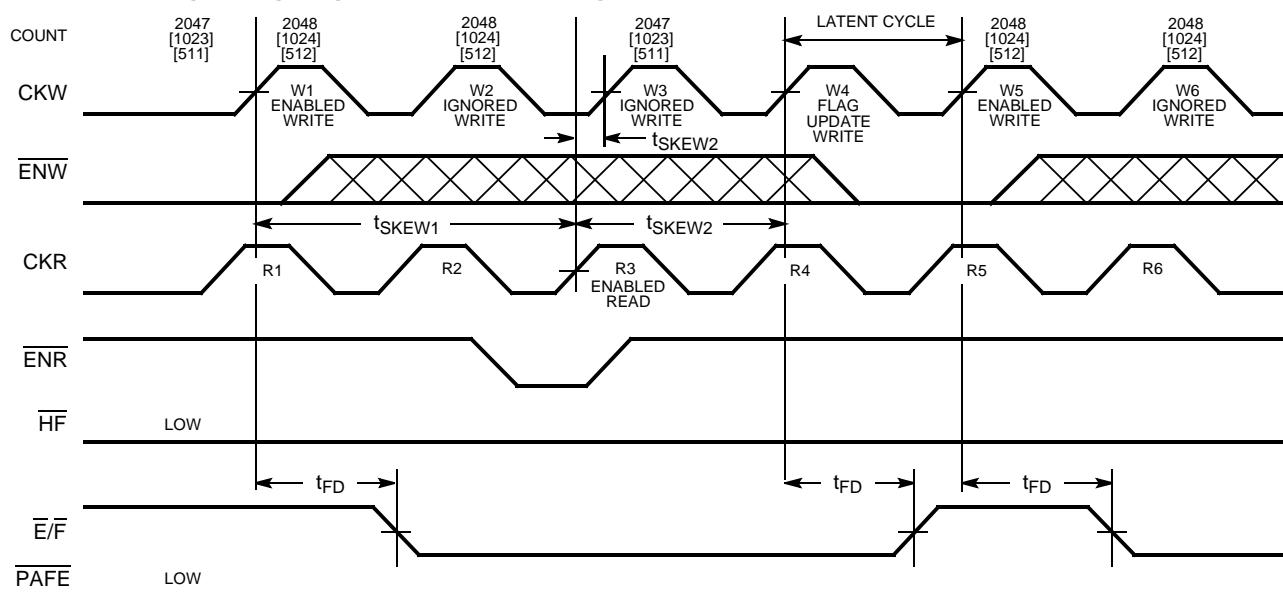 COUNT
2047
[1023]
[511]
2048
[1024]
[512]
2048
[1024]
[512]
2047
[1023]
[511]
LATENT CYCLE
2048
[1024]
[512]
2048
[1024]
[512]
CKW
W1
ENABLED
WRITE
W2
IGNORED
WRITE
W3
IGNORED
WRITE
W4
FLAG
UPDATE
WRITE
W5
ENABLED
WRITE
W6
IGNORED
WRITE
tSKEW2
ENW
tSKEW1
tSKEW2
CKR
R1
R2
R3
ENABLED
READ
R4
R5
R6
ENR
HF
LOW
tFD
tFD
tFD
E/F
PAFE
LOW